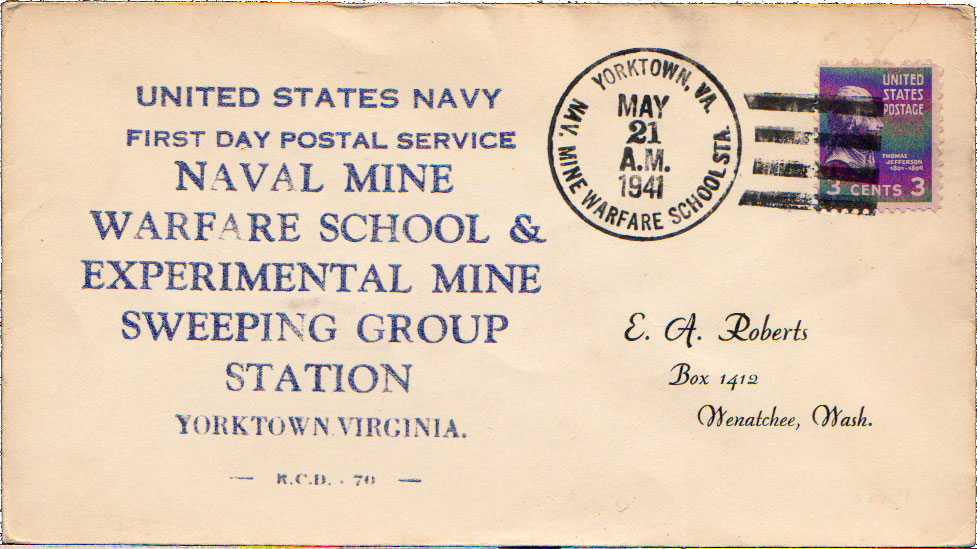 UNITED STATES NAVY
FIRST DAY POSTAL SERVICE
NAVAL MINE
WARFARE SCHOOL &
EXPERIMENTAL MINE
SWEEPING GROUP
STATION
YORKTOWN VIRGINIA.
— R.C.D. - 70 —
YORKTOWN, VA.
NAV. MINE WARFARE SCHOOL STA.
MAY
21
A.M.
1941
UNITED
STATES
POSTAGE
THOMAS
JEFFERSON
1801-1809
3 CENTS 3
E. A. Roberts
Box 1412
Wenatchee, Wash.